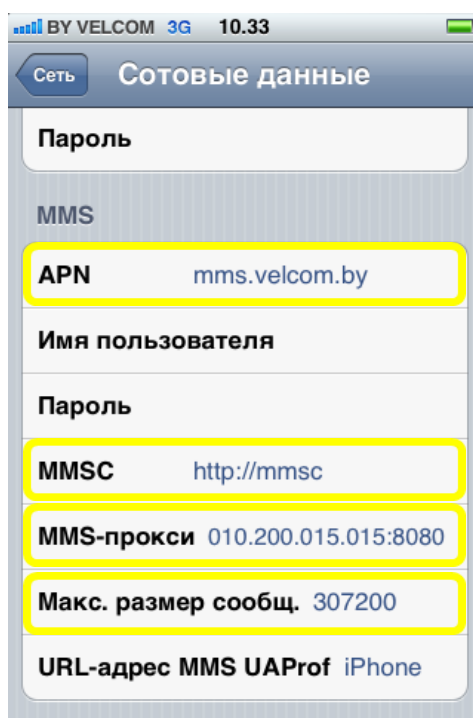 BY VELCOM 3G 10.33
Сеть Сотовые данные
Пароль
MMS
APN mms.velcom.by
Имя пользователя
Пароль
MMSC http://mmsc
MMS-прокси 010.200.015.015:8080
Макс. размер сообщ. 307200
URL-адрес MMS UAProf iPhone